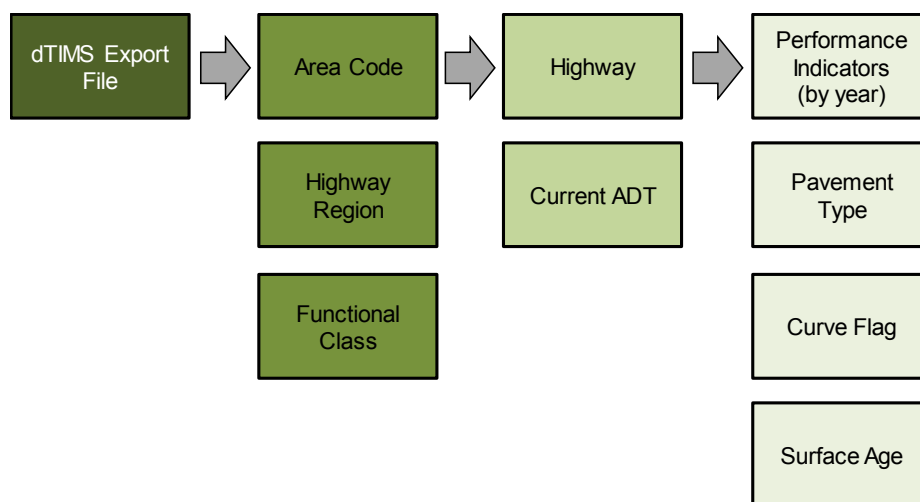 dTIMS Export
File
Area Code
Highway
Performance
Indicators
(by year)
Highway
Region
Current ADT
Pavement
Type
Functional
Class
Curve Flag
Surface Age